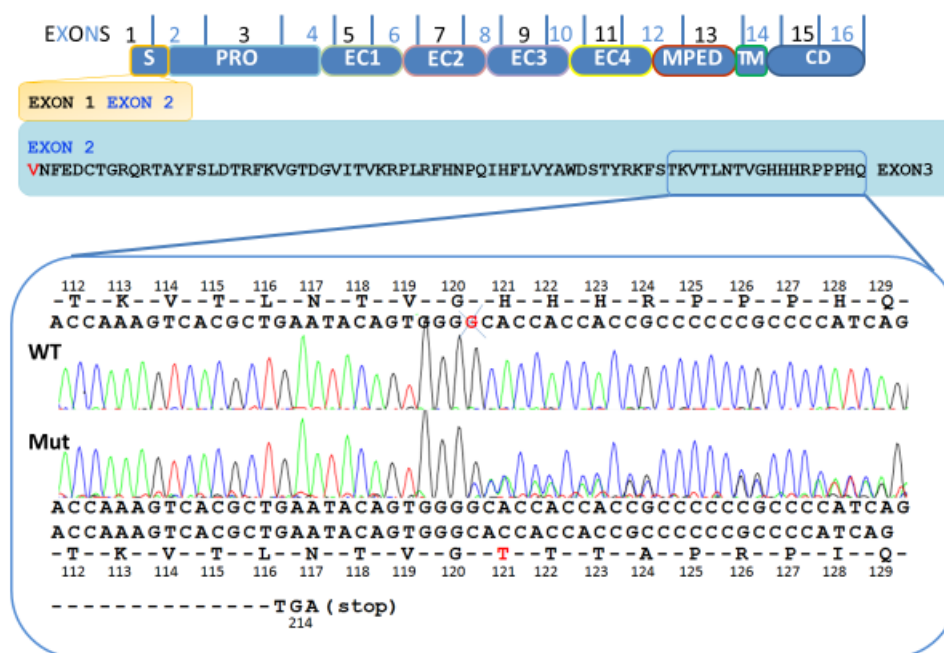 EXONS 1 2 3 4 5 6 7 8 9 10 11 12 13 14 15 16
S PRO EC1 EC2 EC3 EC4 MPED TM CD
EXON 1 EXON 2
EXON 2
VNFEDCTGRQRTAYFSLDTRFKVGTDGVITVKRPLRFHNPQIHFLVYAWDSTYRKFSTKVTLNTVGHHHRPPPHQ EXON3
112 113 114 115 116 117 118 119 120 121 122 123 124 125 126 127 128 129
-T--K--V--T--L--N--T--V--G--H--H--H--R--P--P--P--H--Q-
ACCAAAGTCACGCTGAATACAGTGGGGCACCACCACCGCCCCCCGCCCCATCAG
WT
Mut
ACCAAAGTCACGCTGAATACAGTGGGGCACCACCACCGCCCCCCGCCCCATCAG
ACCAAAGTCACGCTGAATACAGTGGGCACCACCACCGCCCCCCGCCCCATCAG
-T--K--V--T--L--N--T--V--G--T--T--T--A--P--R--P--I--Q-
112 113 114 115 116 117 118 119 120 121 122 123 124 125 126 127 128 129
---------------TGA(stop)
214